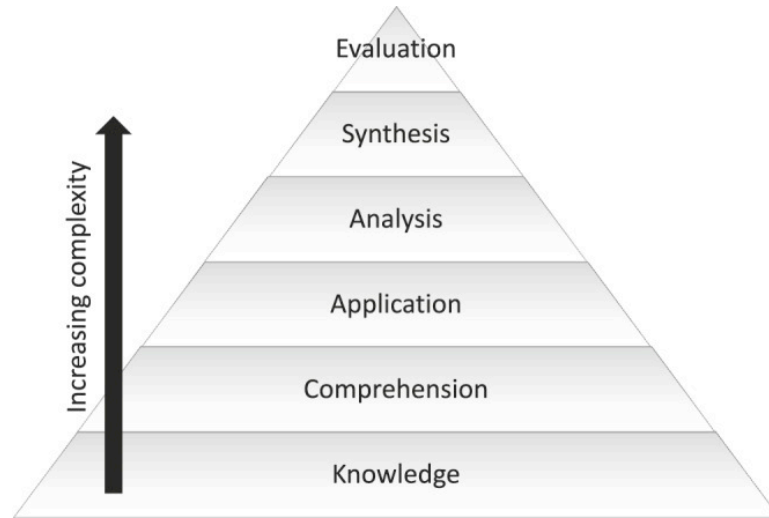 Evaluation
Synthesis
Analysis
Application
Comprehension
Knowledge
Increasing complexity